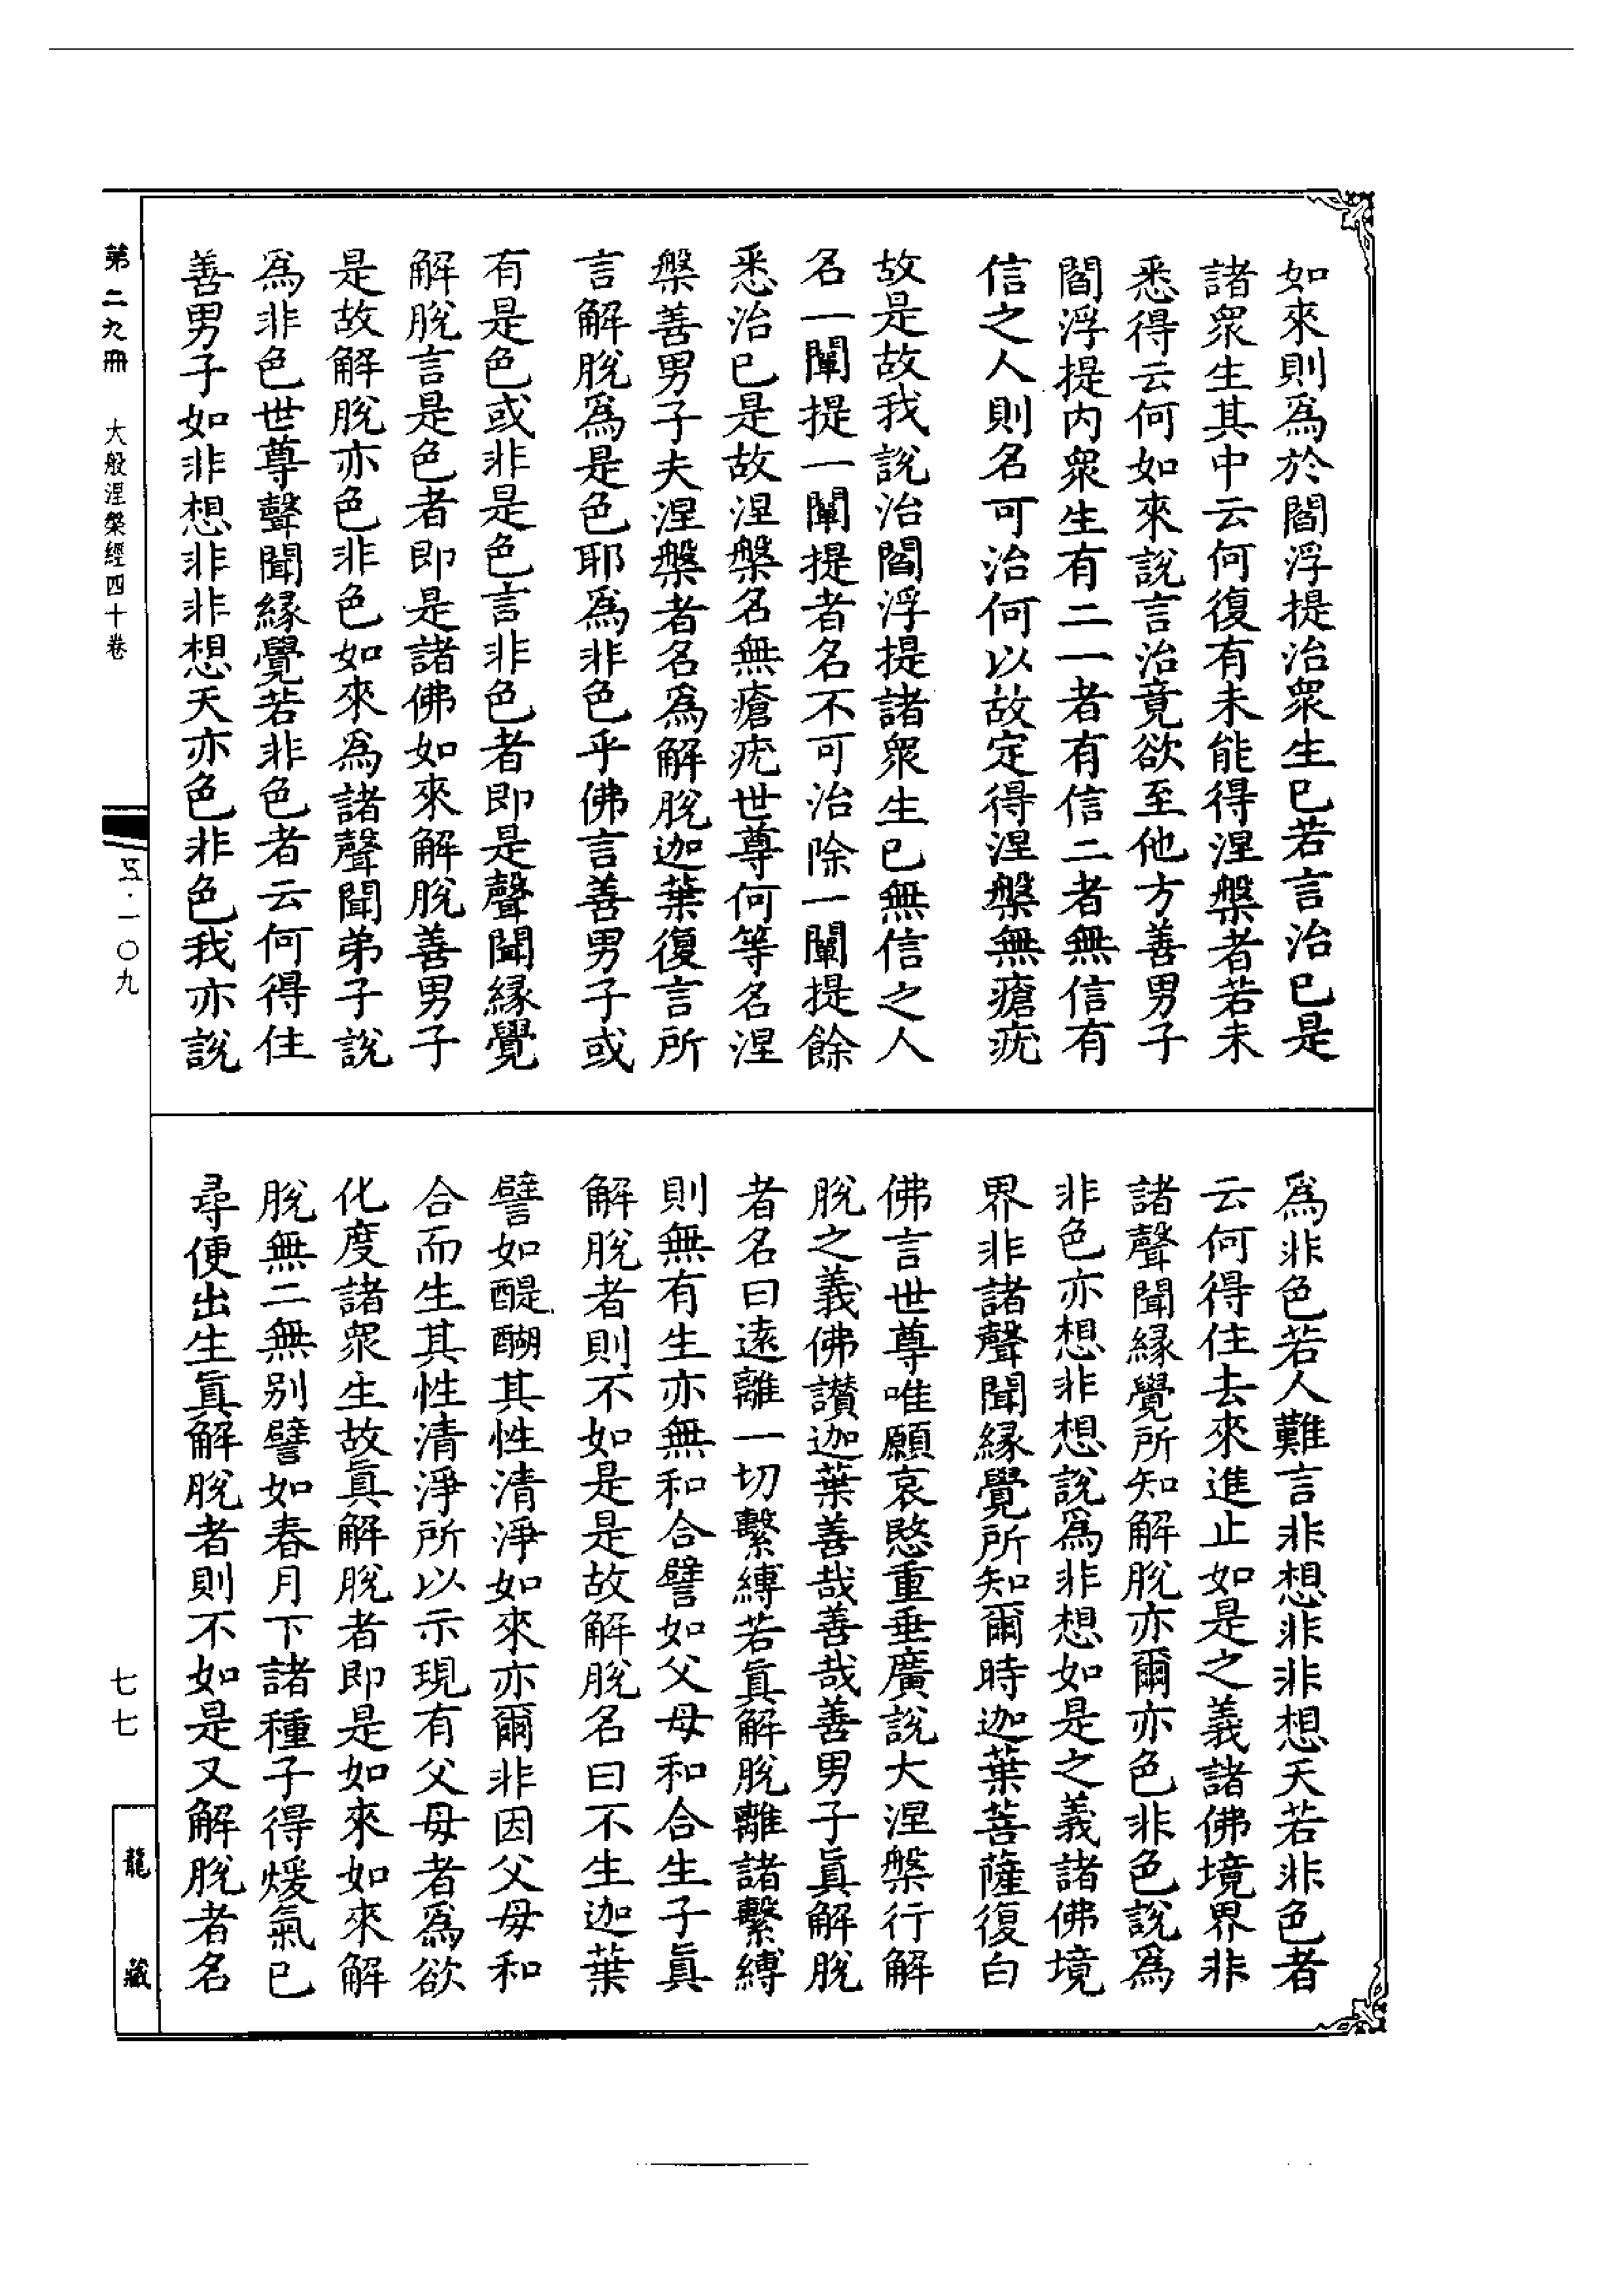 如來則爲於閻浮提治衆生已若言治已是
諸衆生其中云何復有未能得涅槃者若未
悉得云何如來說言治竟欲至他方善男子
閻浮提内衆生有二一者有信二者無信有
信之人則名可治何以故定得涅槃無瘡疣
故是故我說治閻浮提諸衆生已無信之人
名一闡提一闡提者名不可治除一闡提餘
悉治已是故涅槃名無瘡疣世尊何等名涅
槃善男子夫涅槃者名爲解脫迦葉復言所
言解脫爲是色耶爲非色乎佛言善男子或
有是色或非是色言非色者即是聲聞緣覺
解脫言是色者即是諸佛如來解脫善男子
是故解脫亦色非色如來爲諸聲聞弟子說
爲非色世尊聲聞緣覺若非色者云何得住
善男子如非想非非想天亦色非色我亦說
爲非色若人難言非想非非想天若非色者
云何得住去來進止如是之義諸佛境界非
諸聲聞緣覺所知解脫亦爾亦色非色說爲
非色亦想非想說爲非想如是之義諸佛境
界非諸聲聞緣覺所知爾時迦葉菩薩復白
佛言世尊唯願哀愍重垂廣說大涅槃行解
脫之義佛讃迦葉善哉善哉善男子眞解脫
者名曰遠離一切繫縛若眞解脫離諸繫縛
則無有生亦無和合譬如父母和合生子眞
解脫者則不如是是故解脫名曰不生迦葉
譬如醍醐其性清淨如來亦爾非因父母和
合而生其性清淨所以示現有父母者爲欲
化度諸衆生故眞解脫者即是如來如來解
脫無二無別譬如春月下諸種子得煖氣已
尋便出生眞解脫者則不如是又解脫者名
第二九冊 大般涅槃經四十卷
五·一〇九
七七
龍藏